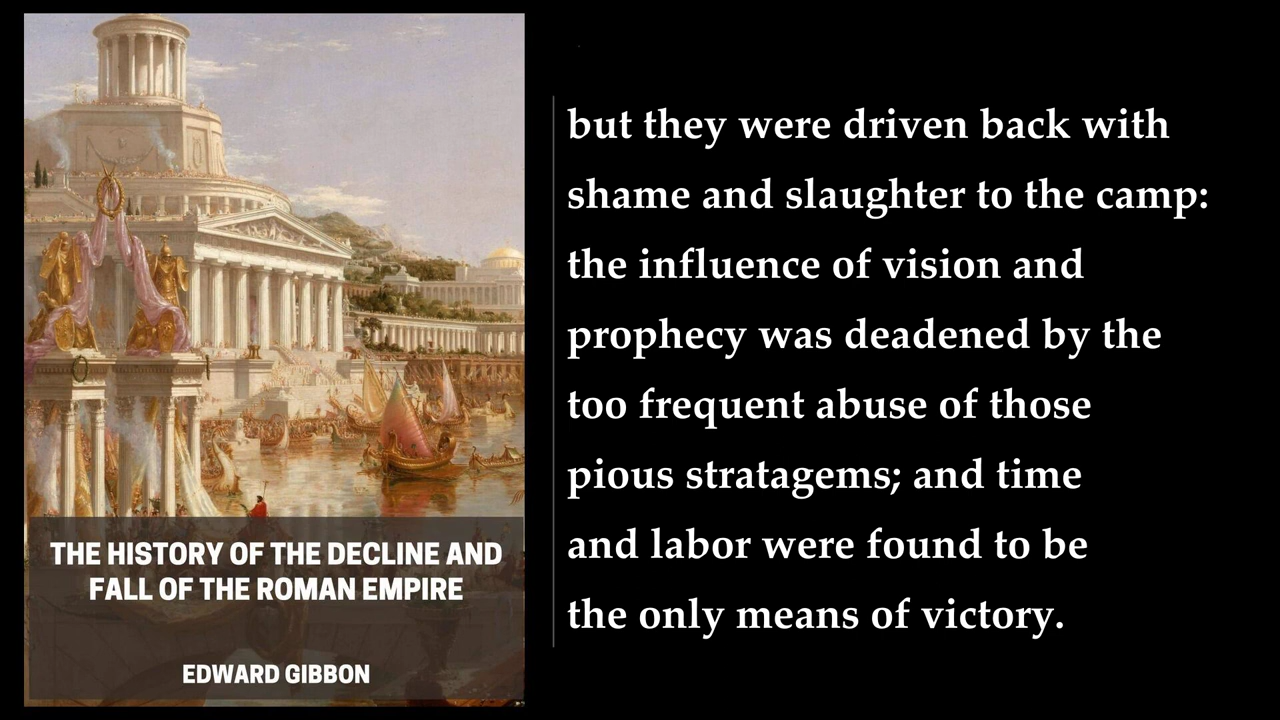 THE HISTORY OF THE DECLINE AND
FALL OF THE ROMAN EMPIRE
EDWARD GIBBON
but they were driven back with
shame and slaughter to the camp:
the influence of vision and
prophecy was deadened by the
too frequent abuse of those
pious stratagems; and time
and labor were found to be
the only means of victory.